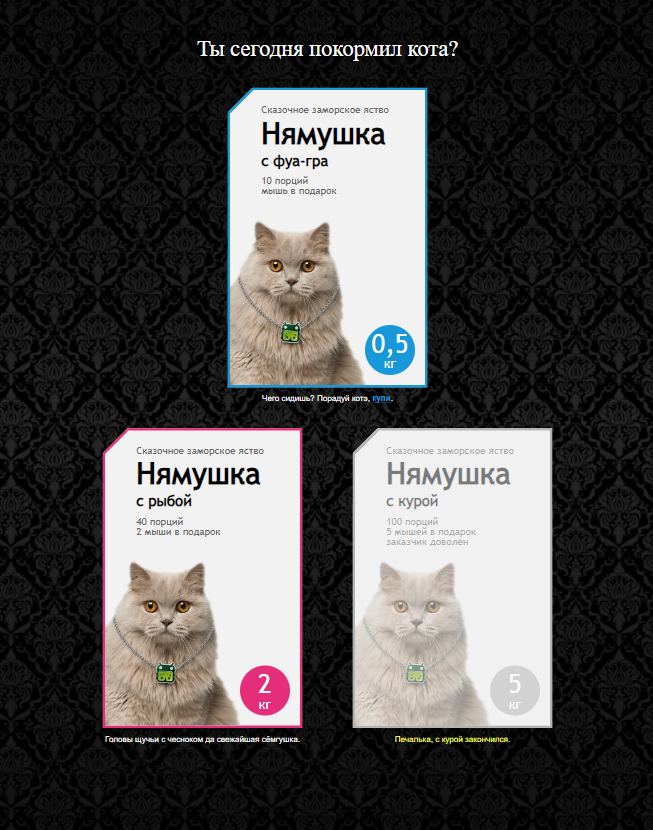 Ты сегодня покормил кота?
Сказочное заморское яство
Нямушка
с фуа-гра
10 порций
мышь в подарок
0,5
кг
Чего сидишь? Порадуй котэ, купи.
Сказочное заморское яство
Нямушка
с рыбой
40 порций
2 мыши в подарок
2
кг
Головы щучьи с чесноком да свежайшая сёмгушка.
Сказочное заморское яство
Нямушка
с курой
100 порций
5 мышей в подарок
заказчик доволен
5
кг
Печалька, с курой закончился.